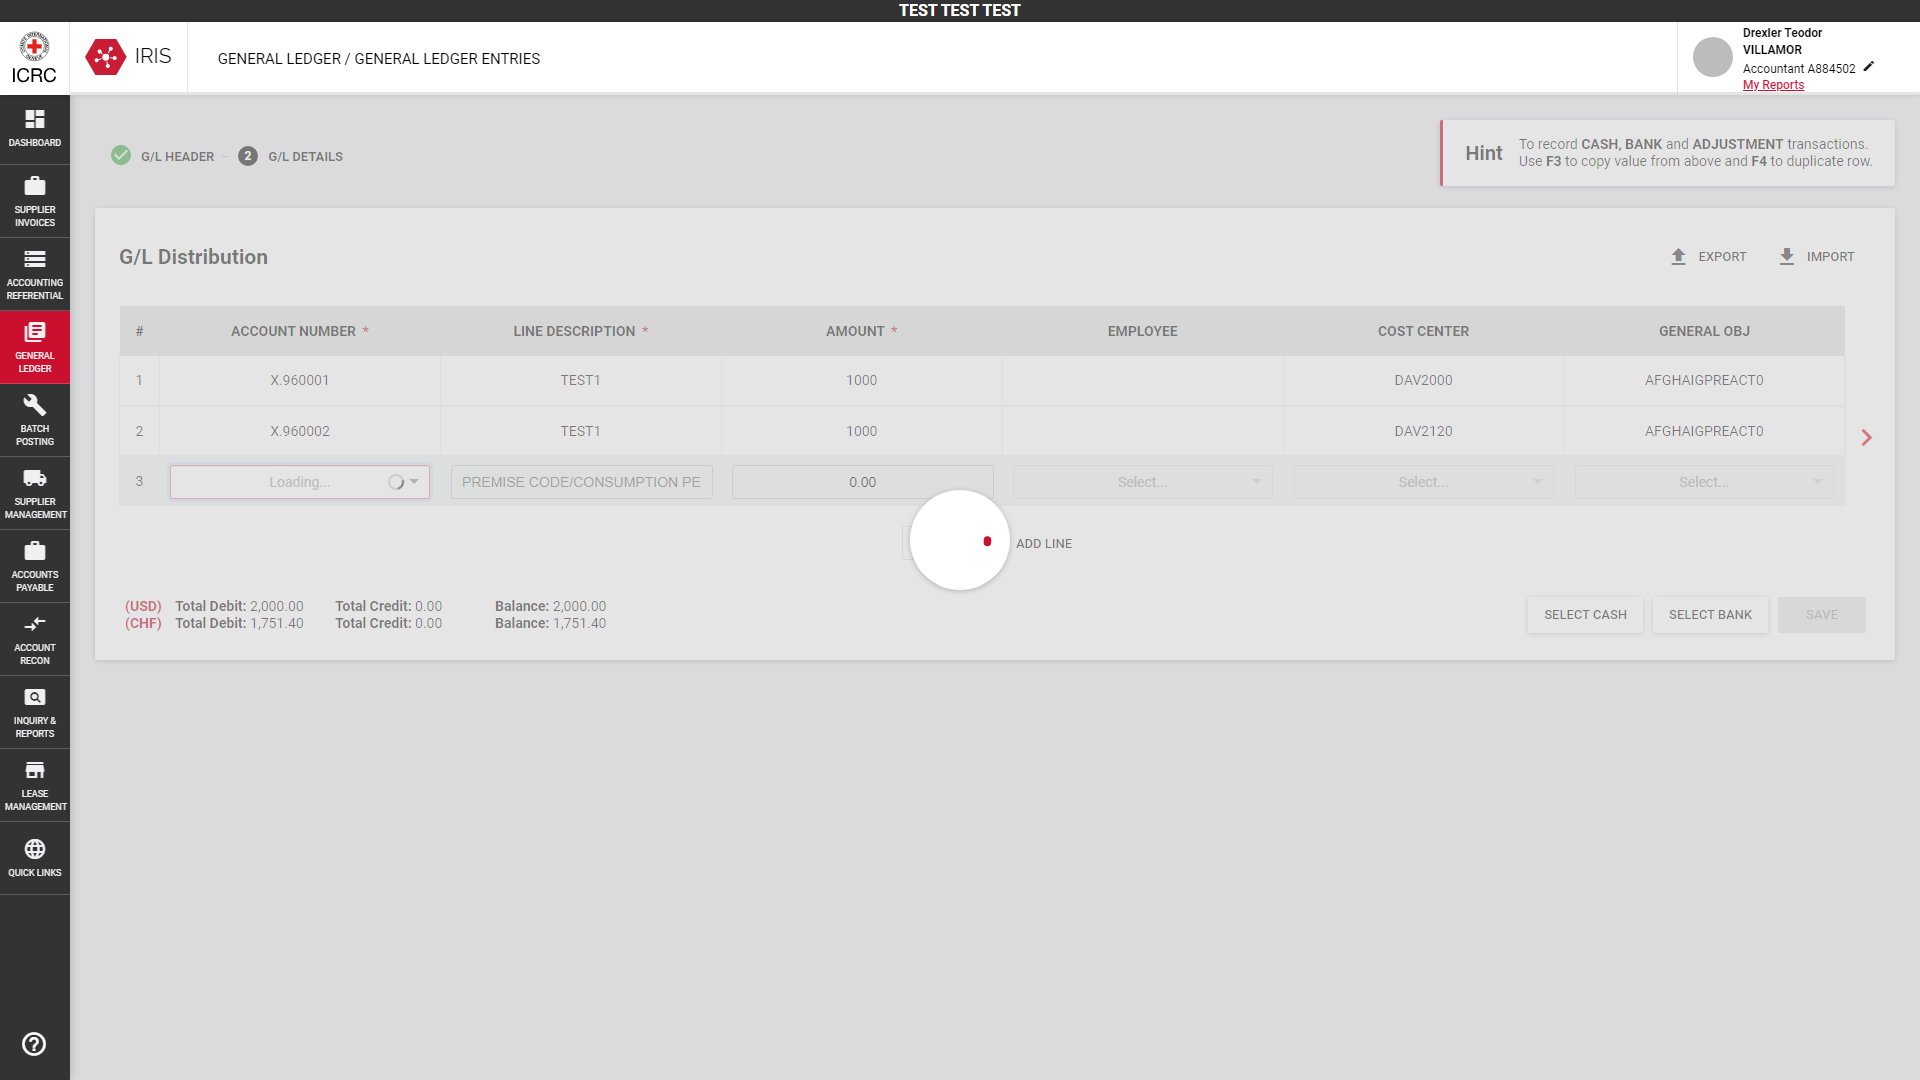 TEST TEST TEST
ICRC
IRIS
GENERAL LEDGER / GENERAL LEDGER ENTRIES
Drexler Teodor
VILLAMOR
Accountant A884502
My Reports
DASHBOARD
SUPPLIER
INVOICES
ACCOUNTING
REFERENTIAL
GENERAL
LEDGER
BATCH
POSTING
SUPPLIER
MANAGEMENT
ACCOUNTS
PAYABLE
ACCOUNT
RECON
INQUIRY &
REPORTS
LEASE
MANAGEMENT
QUICK LINKS
G/L HEADER
2 G/L DETAILS
Hint
To record CASH, BANK and ADJUSTMENT transactions.
Use F3 to copy value from above and F4 to duplicate row.
G/L Distribution
EXPORT IMPORT
# ACCOUNT NUMBER * LINE DESCRIPTION * AMOUNT * EMPLOYEE COST CENTER GENERAL OBJ
1 X.960001 TEST1 1000 DAV2000 AFGHAIGPREACT0
2 X.960002 TEST1 1000 DAV2120 AFGHAIGPREACT0
3 Loading... PREMISE CODE/CONSUMPTION PE 0.00 Select... Select... Select...
ADD LINE
(USD) Total Debit: 2,000.00 Total Credit: 0.00 Balance: 2,000.00
(CHF) Total Debit: 1,751.40 Total Credit: 0.00 Balance: 1,751.40
SELECT CASH SELECT BANK SAVE